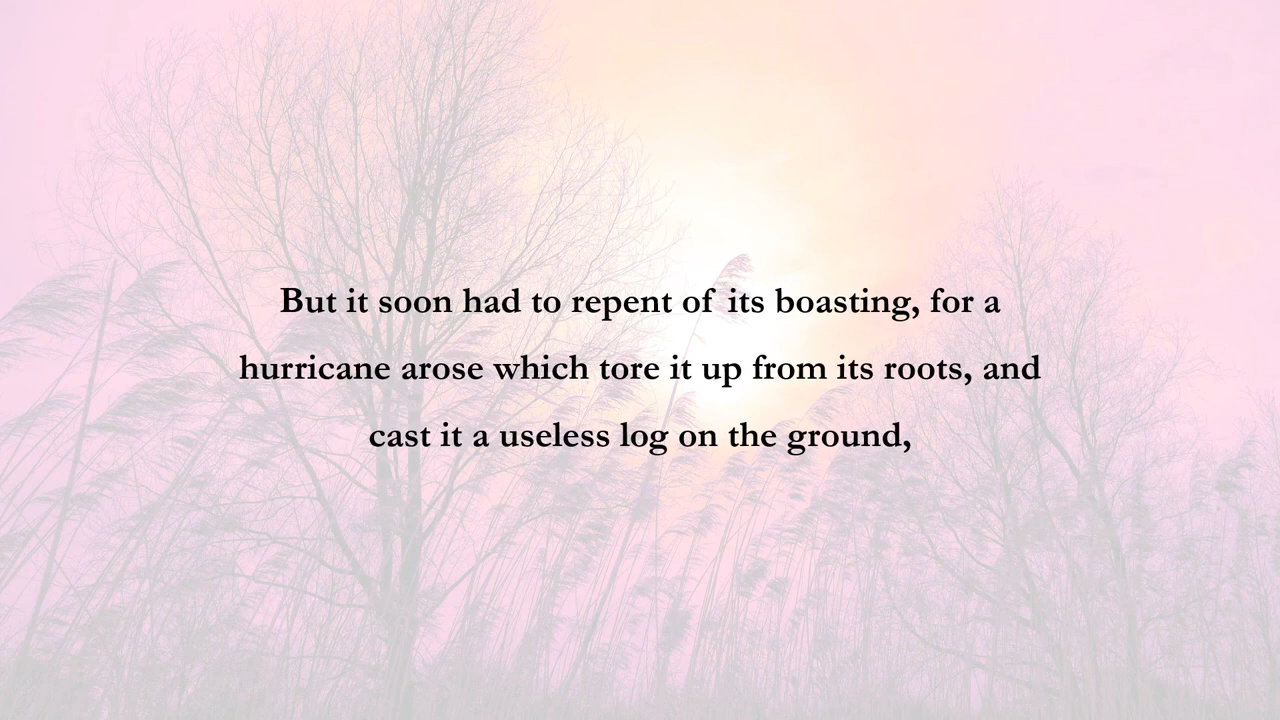 But it soon had to repent of its boasting, for a
hurricane arose which tore it up from its roots, and
cast it a useless log on the ground,